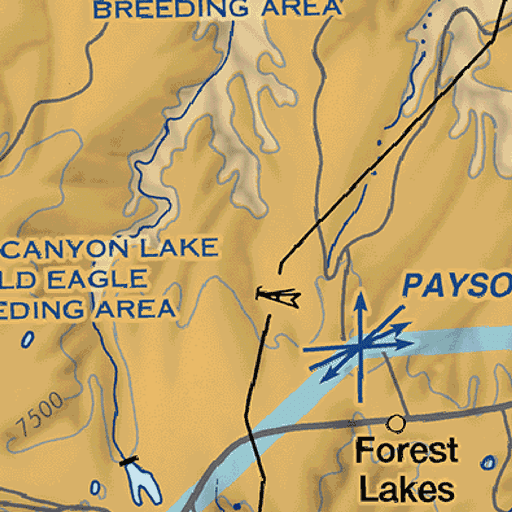 BREEDING AREA
CANYON LAKE
LD EAGLE
EDING AREA
PAYSO
7500
Forest
Lakes